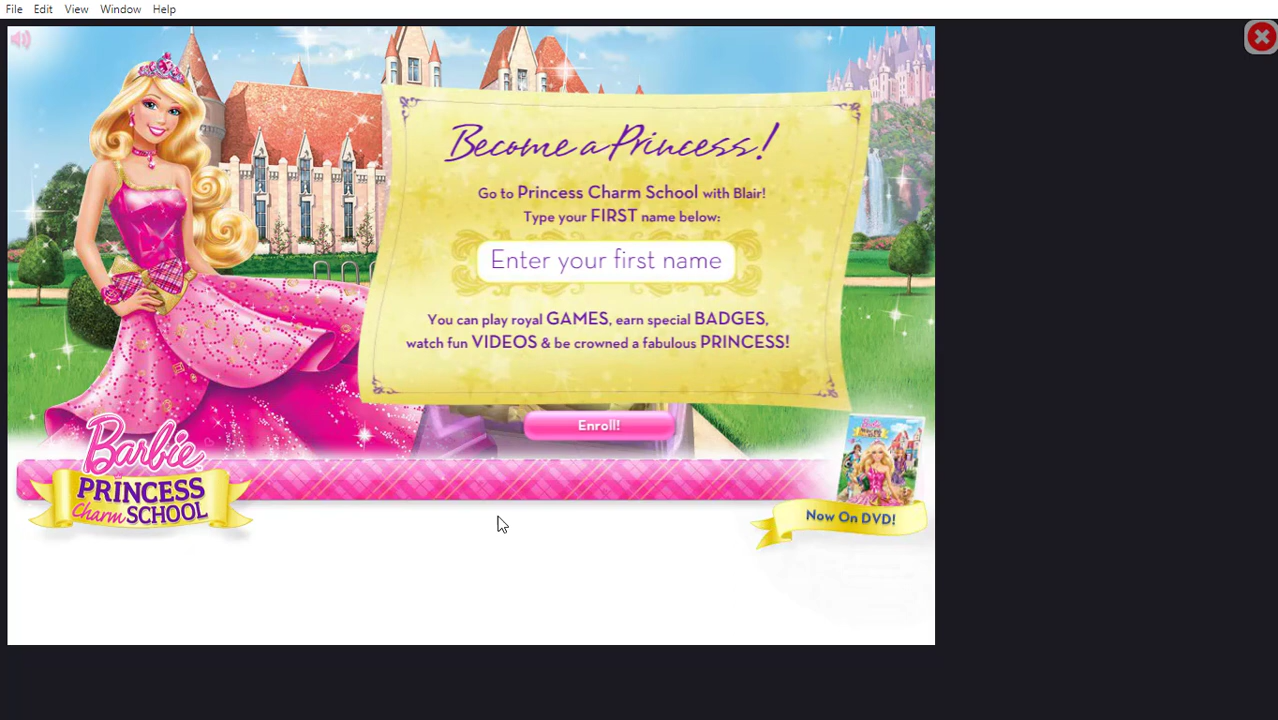 File Edit View Window Help
Become a Princess!
Go to Princess Charm School with Blair!
Type your FIRST name below:
Enter your first name
You can play royal GAMES, earn special BADGES,
watch fun VIDEOS & be crowned a fabulous PRINCESS!
Enroll!
Barbie
PRINCESS
Charm SCHOOL
Now On DVD!